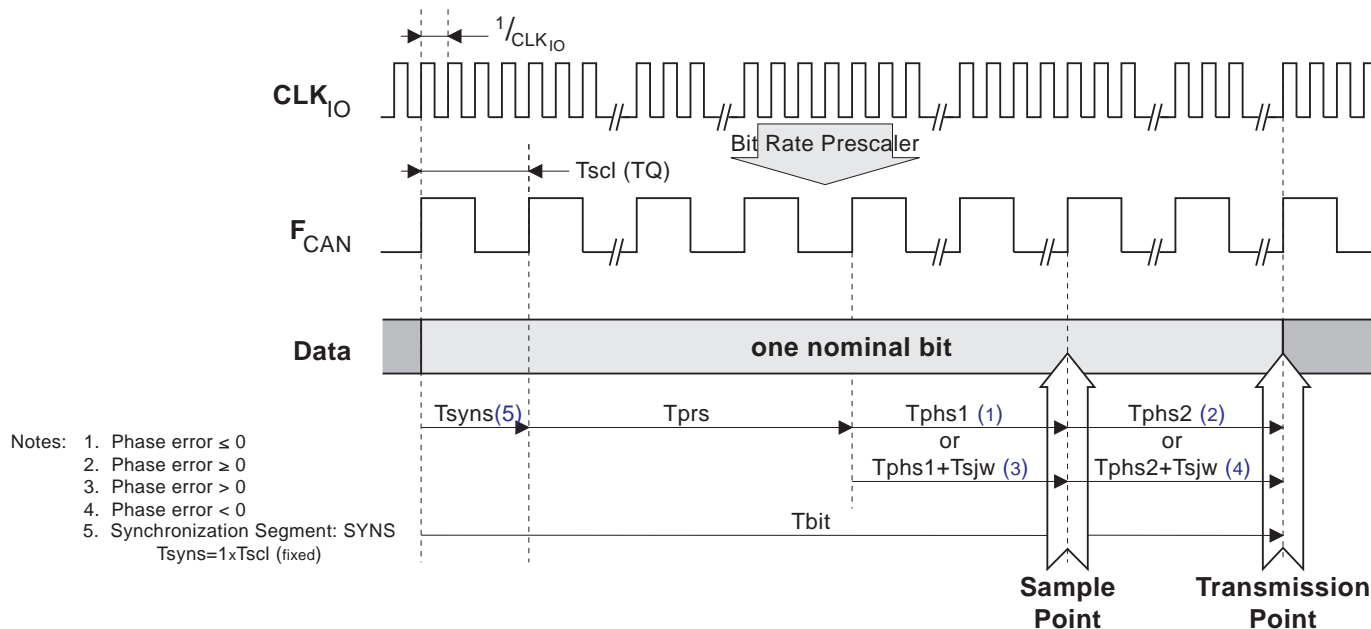 1/CLKIO
CLKIO
Bit Rate Prescaler
Tscl (TQ)
FCAN
Data
one nominal bit
Tsyns(5)
Tprs
Tphs1 (1)
or
Tphs1+Tsjw (3)
Tphs2 (2)
or
Tphs2+Tsjw (4)
Tbit
Notes: 1. Phase error ≤ 0
2. Phase error ≥ 0
3. Phase error > 0
4. Phase error < 0
5. Synchronization Segment: SYNS
Tsyns=1xTscl (fixed)
Sample
Point
Transmission
Point